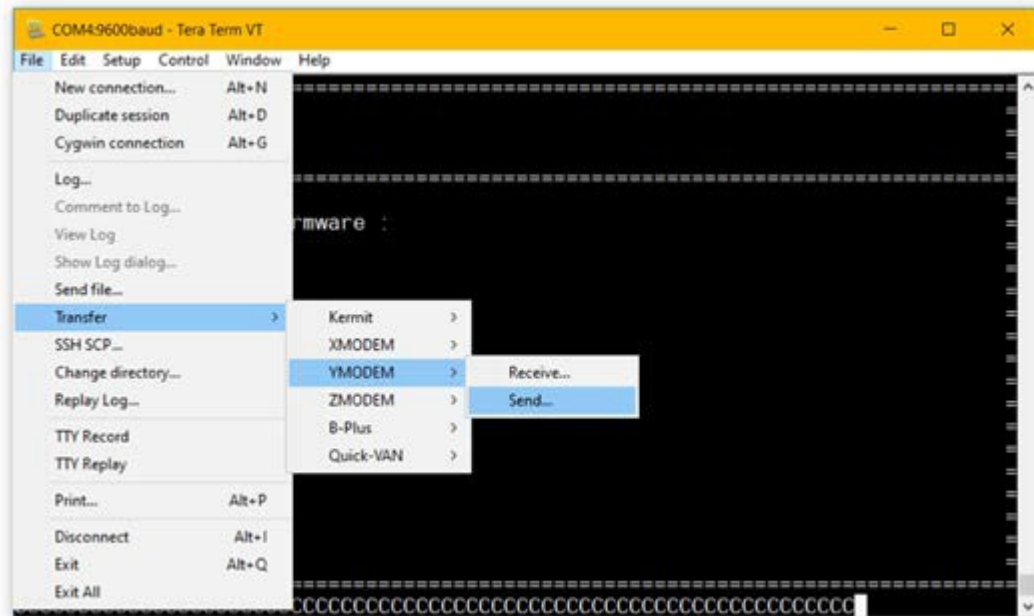 COM4:9600baud - Tera Term VT
File Edit Setup Control Window Help
New connection... Alt+N
Duplicate session Alt+D
Cygwin connection Alt+G
Log...
Comment to Log...
View Log
Show Log dialog...
Send file...
Transfer
SSH SCP...
Change directory...
Replay Log...
TTY Record
TTY Replay
Print... Alt+P
Disconnect Alt+I
Exit Alt+Q
Exit All
rmware :
Kermit
XMODEM
YMODEM
ZMODEM
B-Plus
Quick-VAN
Receive...
Send...